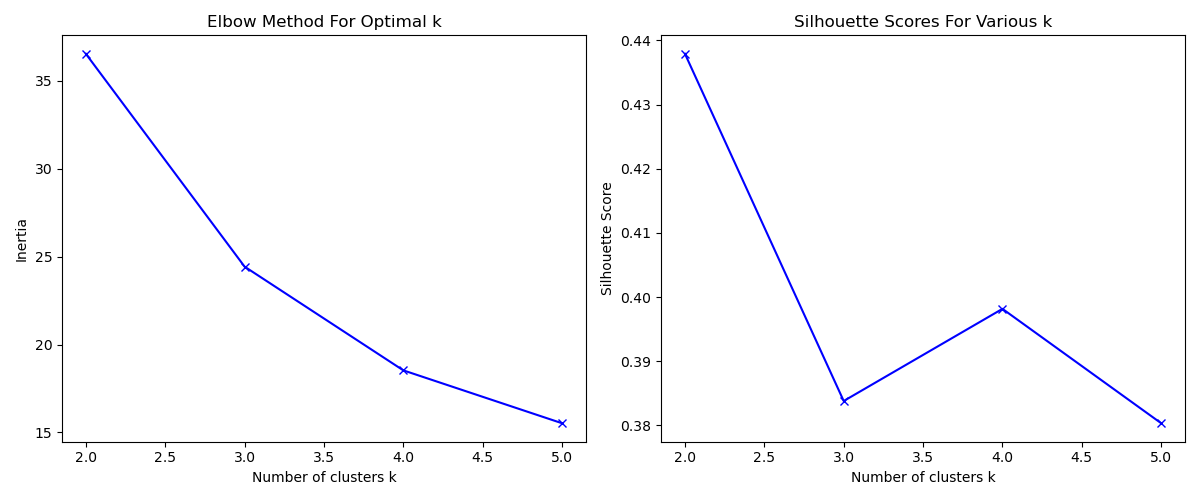 Elbow Method For Optimal k
Inertia
35
30
25
20
15
2.0 2.5 3.0 3.5 4.0 4.5 5.0
Number of clusters k
Silhouette Scores For Various k
Silhouette Score
0.44
0.43
0.42
0.41
0.40
0.39
0.38
2.0 2.5 3.0 3.5 4.0 4.5 5.0
Number of clusters k